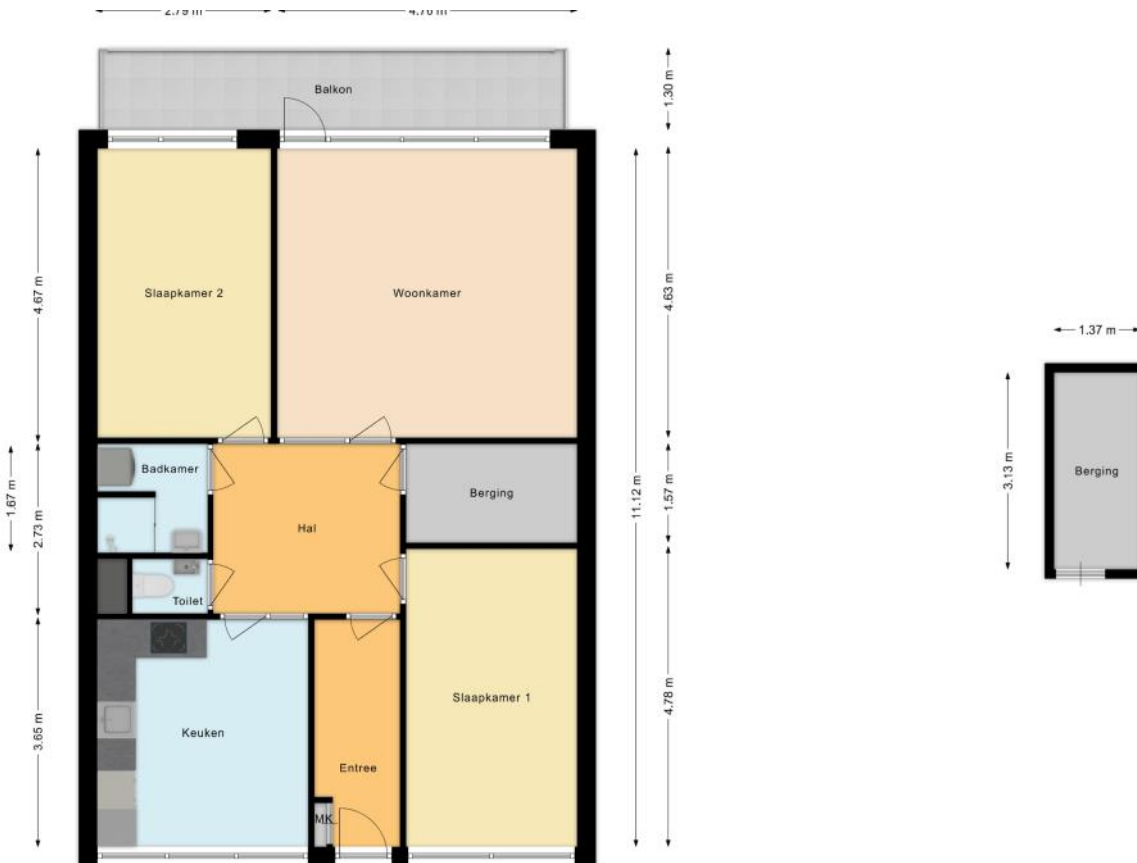 2.79 m
4.76 m
Balkon
1.30 m
Slaapkamer 2
Woonkamer
4.67 m
4.63 m
1.37 m
Badkamer
Berging
Hal
1.67 m
2.73 m
11.12 m
1.57 m
3.13 m
Berging
Toilet
Slaapkamer 1
Keuken
3.65 m
4.78 m
Entree
MK